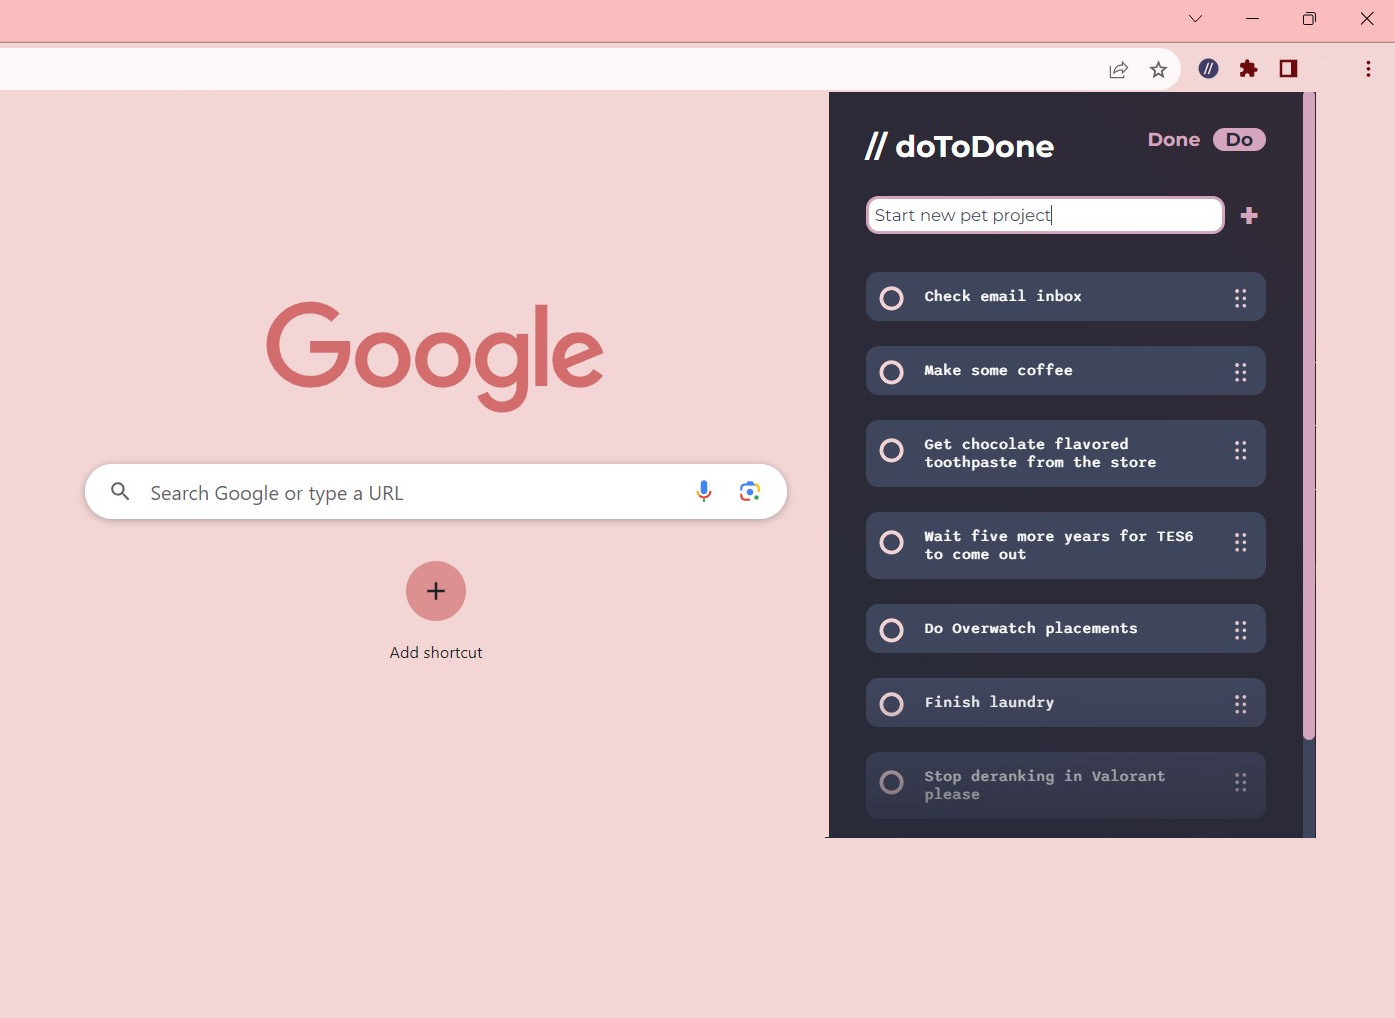 // doToDone
Done
Do
Start new pet project
Check email inbox
Make some coffee
Get chocolate flavored
toothpaste from the store
Wait five more years for TES6
to come out
Do Overwatch placements
Finish laundry
Stop deranking in Valorant
please
Google
Search Google or type a URL
Add shortcut